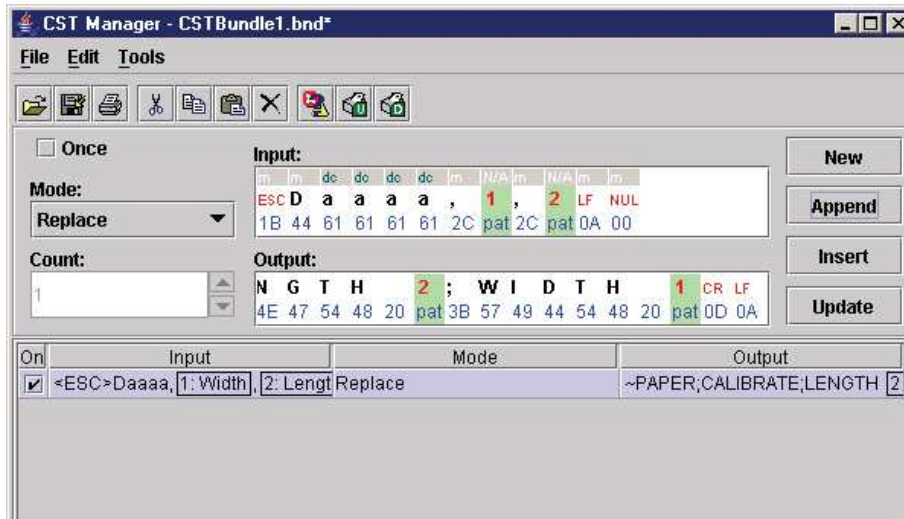 CST Manager - CSTBundle1.bnd*
File Edit Tools
Once
Input:
New
m m dc dc dc dc m N/A m N/A m m
Mode:
ESC D a a a a , 1 , 2 LF NUL
Replace
1B 44 61 61 61 61 2C pat 2C pat 0A 00
Append
Count:
Output:
Insert
1
N G T H 2 ; W I D T H 1 CR LF
4E 47 54 48 20 pat 3B 57 49 44 54 48 20 pat 0D 0A
Update
On Input Mode Output
<ESC>Daaaa, 1: Width, 2: Lengt Replace ~PAPER;CALIBRATE;LENGTH 2